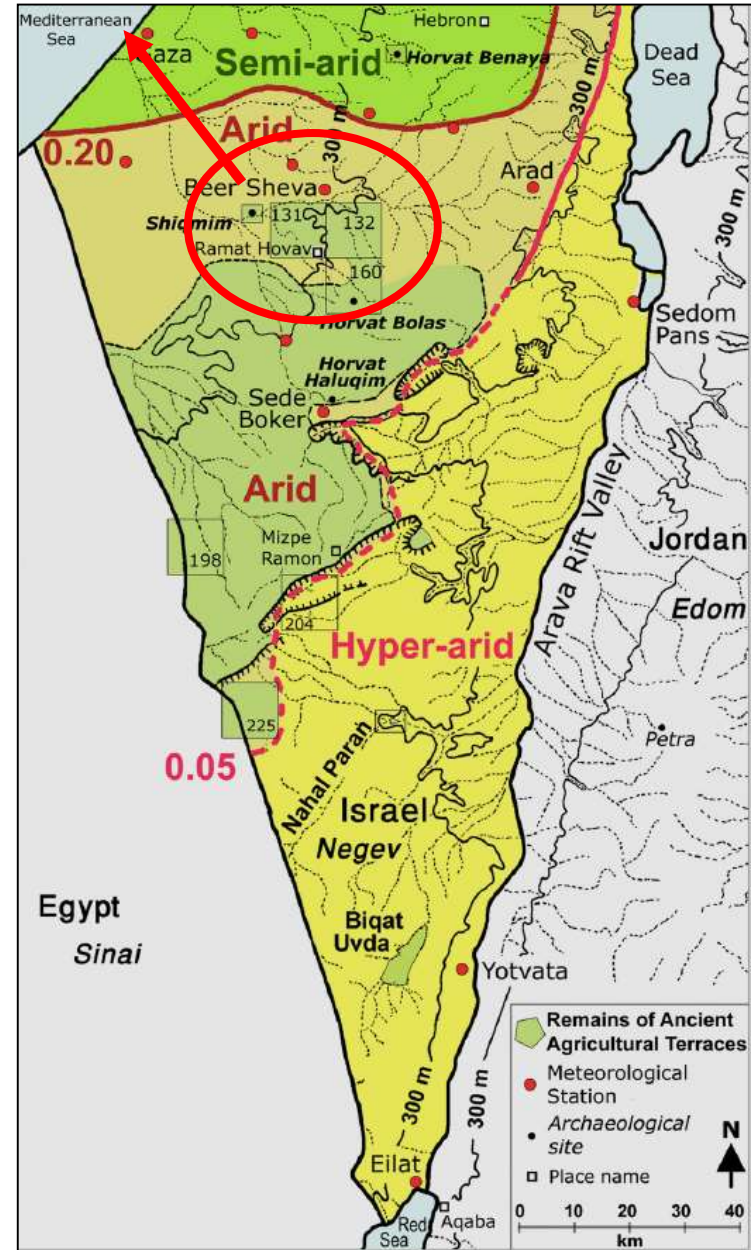 Mediterranean
Sea
Hebron
Dead
Sea
Semi-arid
Horvat Benaya
300 m
Arid
0.20
300 m
Arad
Beer Sheva
Shiqmim
131
132
Ramat Hovav
160
300 m
Horvat Bolas
Sedom
Pans
Horvat
Haluqim
Sede
Boker
Arid
Arava Rift Valley
Mizpe
Ramon
198
Jordan
Edom
204
Hyper-arid
225
Petra
0.05
Nahal Paran
Israel
Negev
Egypt
Sinai
Biqat
Uvda
Yotvata
300 m
300 m
Eilat
Red
Sea
Aqaba
Remains of Ancient
Agricultural Terraces
Meteorological
Station
Archaeological
site
Place name
N
0 10 20 30 40
km